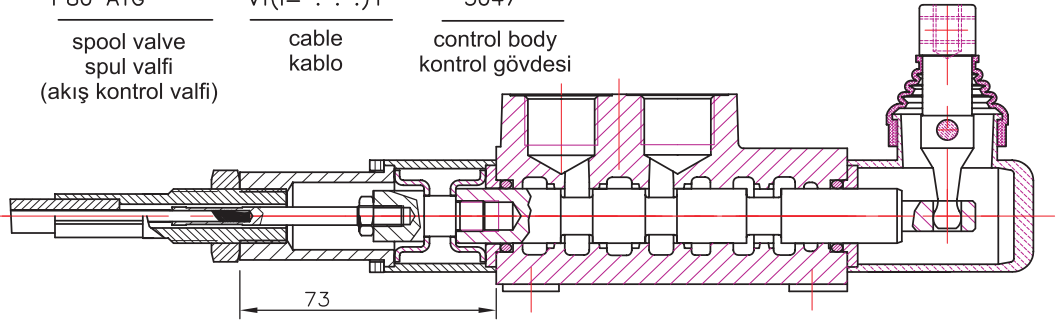 spool valve
spul valfi
(akış kontrol valfi)
cable
kablo
control body
kontrol gövdesi
73